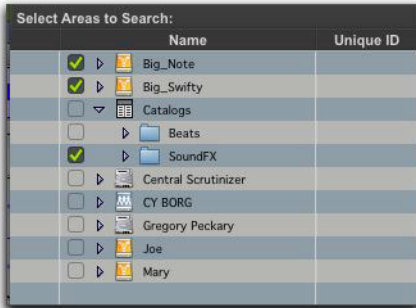 Select Areas to Search:
Name Unique ID
Big_Note
Big_Swifty
Catalogs
Beats
SoundFX
Central Scrutinizer
CY BORG
Gregory Peckary
Joe
Mary